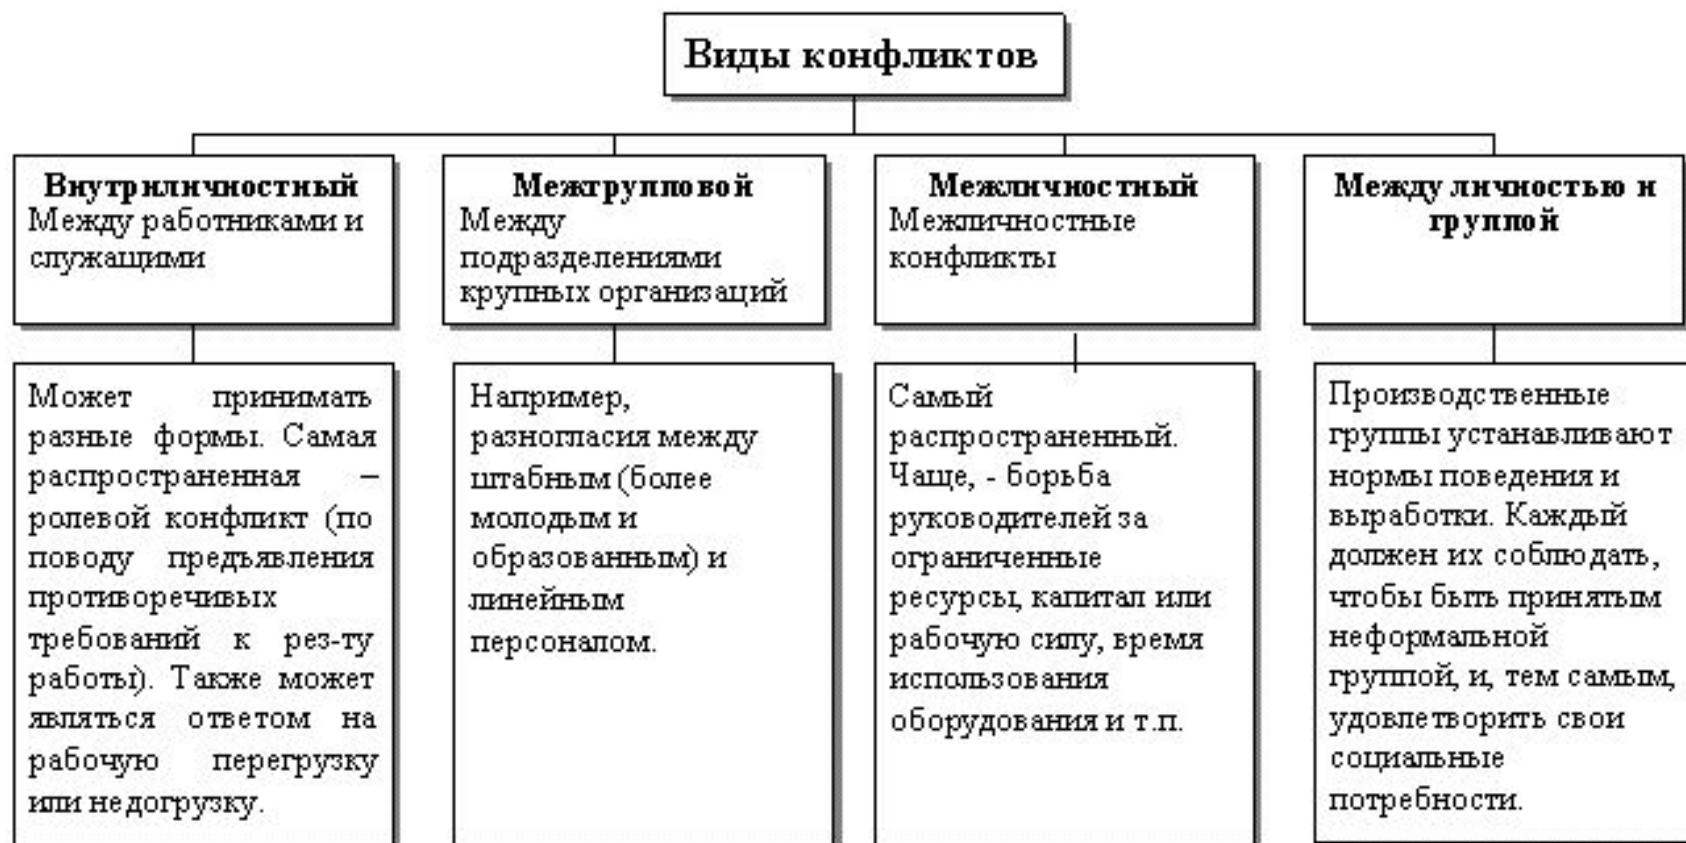 Виды конфликтов
Внутриличностный
Между работниками и
служащими
Межгрупповой
Между
подразделениями
крупных организаций
Межличностный
Межличностные
конфликты
Между личностью и
группой
Может принимать
разные формы. Самая
распространенная –
ролевой конфликт (по
поводу предъявления
противоречивых
требований к рез-ту
работы). Также может
являться ответом на
рабочую перегрузку
или недогрузку.
Например,
разногласия между
штабным (более
молодым и
образованным) и
линейным
персоналом.
Самый
распространенный.
Чаще, - борьба
руководителей за
ограниченные
ресурсы, капитал или
рабочую силу, время
использования
оборудования и т.п.
Производственные
группы устанавливают
нормы поведения и
выработки. Каждый
должен их соблюдать,
чтобы быть принятым
неформальной
группой, и, тем самым,
удовлетворить свои
социальные
потребности.